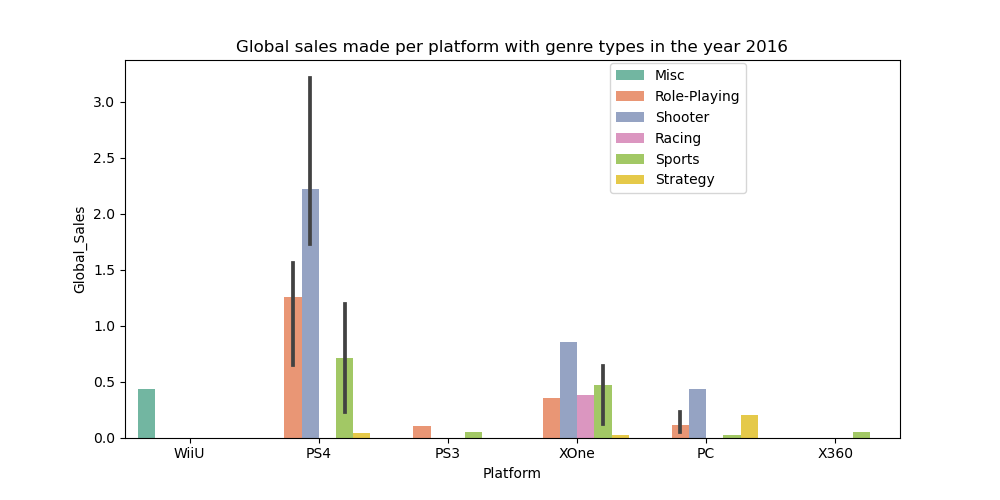 Global sales made per platform with genre types in the year 2016
Misc
Role-Playing
Shooter
Racing
Sports
Strategy
3.0
2.5
2.0
1.5
1.0
0.5
0.0
Global_Sales
WiiU PS4 PS3 XOne PC X360
Platform